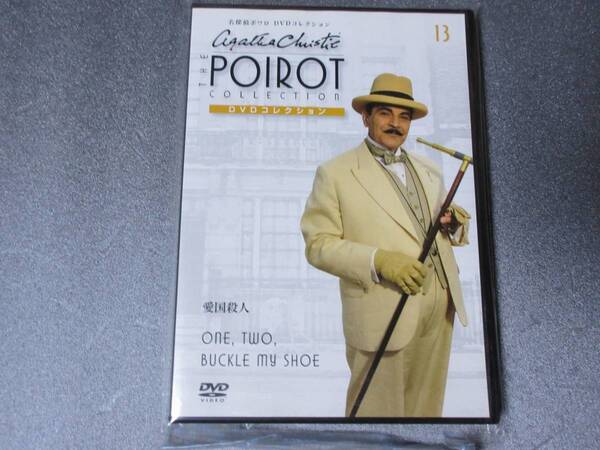 名探偵ポワロ DVDコレクション
13
Agatha Christie
THE
POIROT
COLLECTION
DVDコレクション
愛国殺人
ONE, TWO,
BUCKLE MY SHOE
DVD
VIDEO